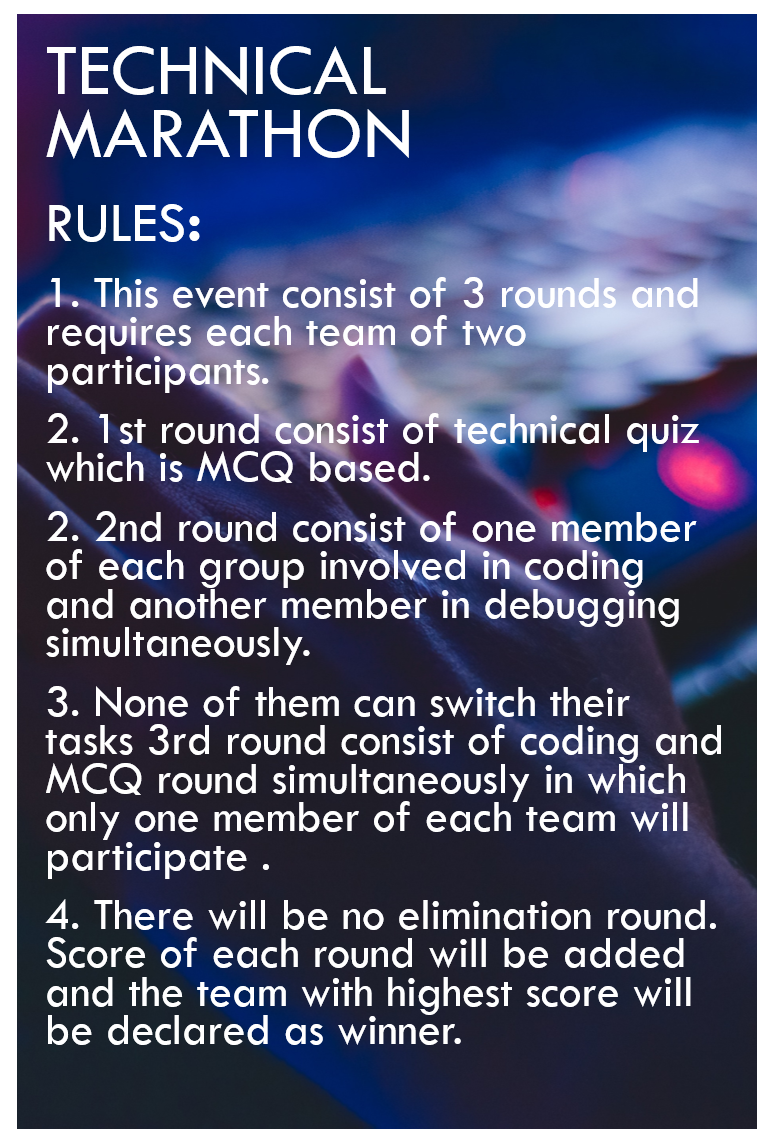 TECHNICAL
MARATHON
RULES:
1. This event consist of 3 rounds and
requires each team of two
participants.
2. 1st round consist of technical quiz
which is MCQ based.
2. 2nd round consist of one member
of each group involved in coding
and another member in debugging
simultaneously.
3. None of them can switch their
tasks 3rd round consist of coding and
MCQ round simultaneously in which
only one member of each team will
participate .
4. There will be no elimination round.
Score of each round will be added
and the team with highest score will
be declared as winner.